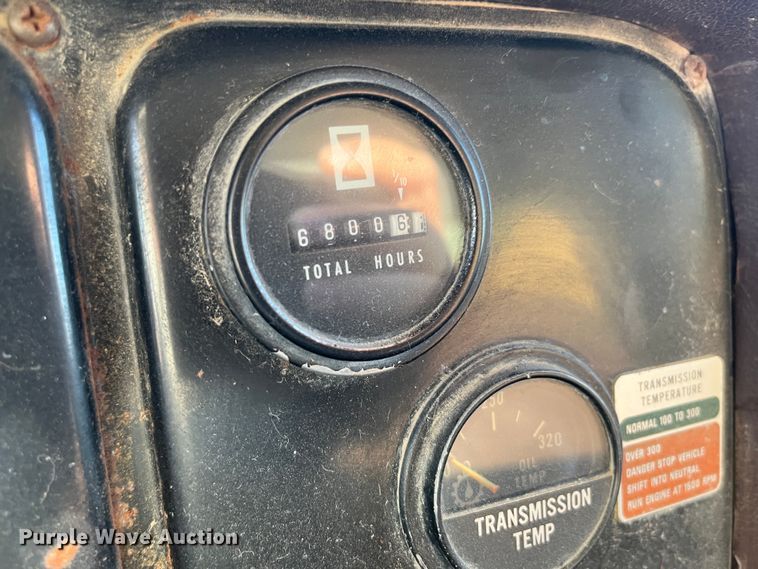 1/10
68006
TOTAL HOURS
320
OIL
TEMP
TRANSMISSION
TEMP
TRANSMISSION
TEMPERATURE
NORMAL 100 TO 300
OVER 300
DANGER STOP VEHICLE
SHIFT INTO NEUTRAL
RUN ENGINE AT 1500 RPM
Purple Wave Auction